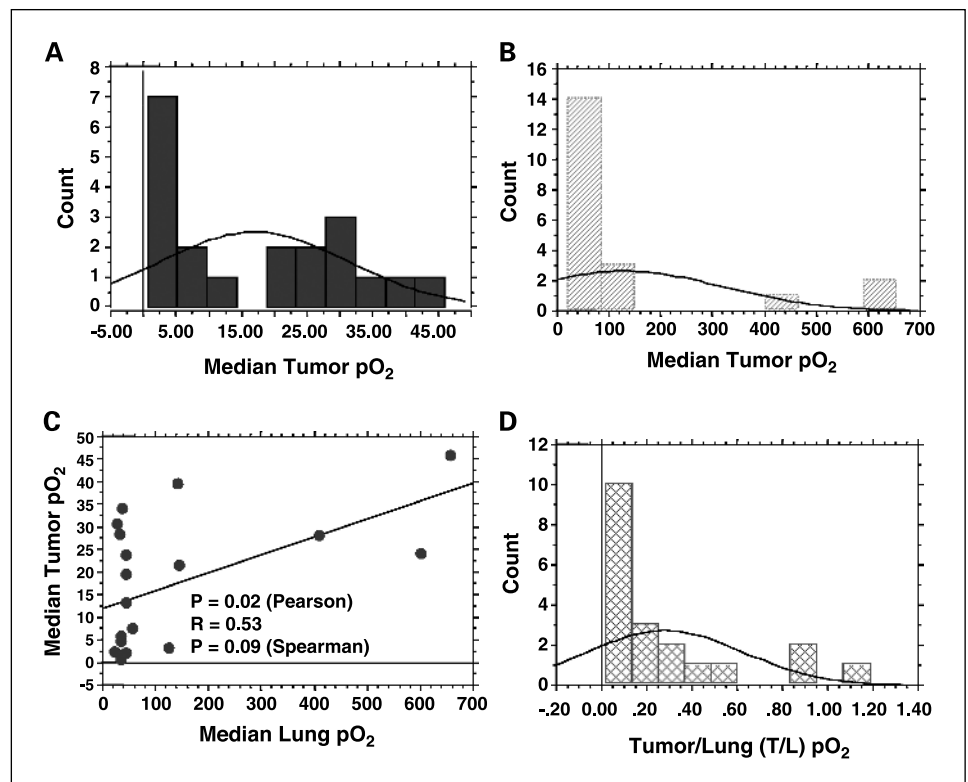 A
8
7
6
5
4
3
2
1
0
Count
-5.00 5.00 15.00 25.00 35.00 45.00
Median Tumor pO2
B
16
14
12
10
8
6
4
2
0
Count
0 100 200 300 400 500 600 700
Median Tumor pO2
C
50
45
40
35
30
25
20
15
10
5
0
-5
Median Tumor pO2
P = 0.02 (Pearson)
R = 0.53
P = 0.09 (Spearman)
0 100 200 300 400 500 600 700
Median Lung pO2
D
12
10
8
6
4
2
0
Count
-.20 0.00 .20 .40 .60 .80 1.00 1.20 1.40
Tumor/Lung (T/L) pO2